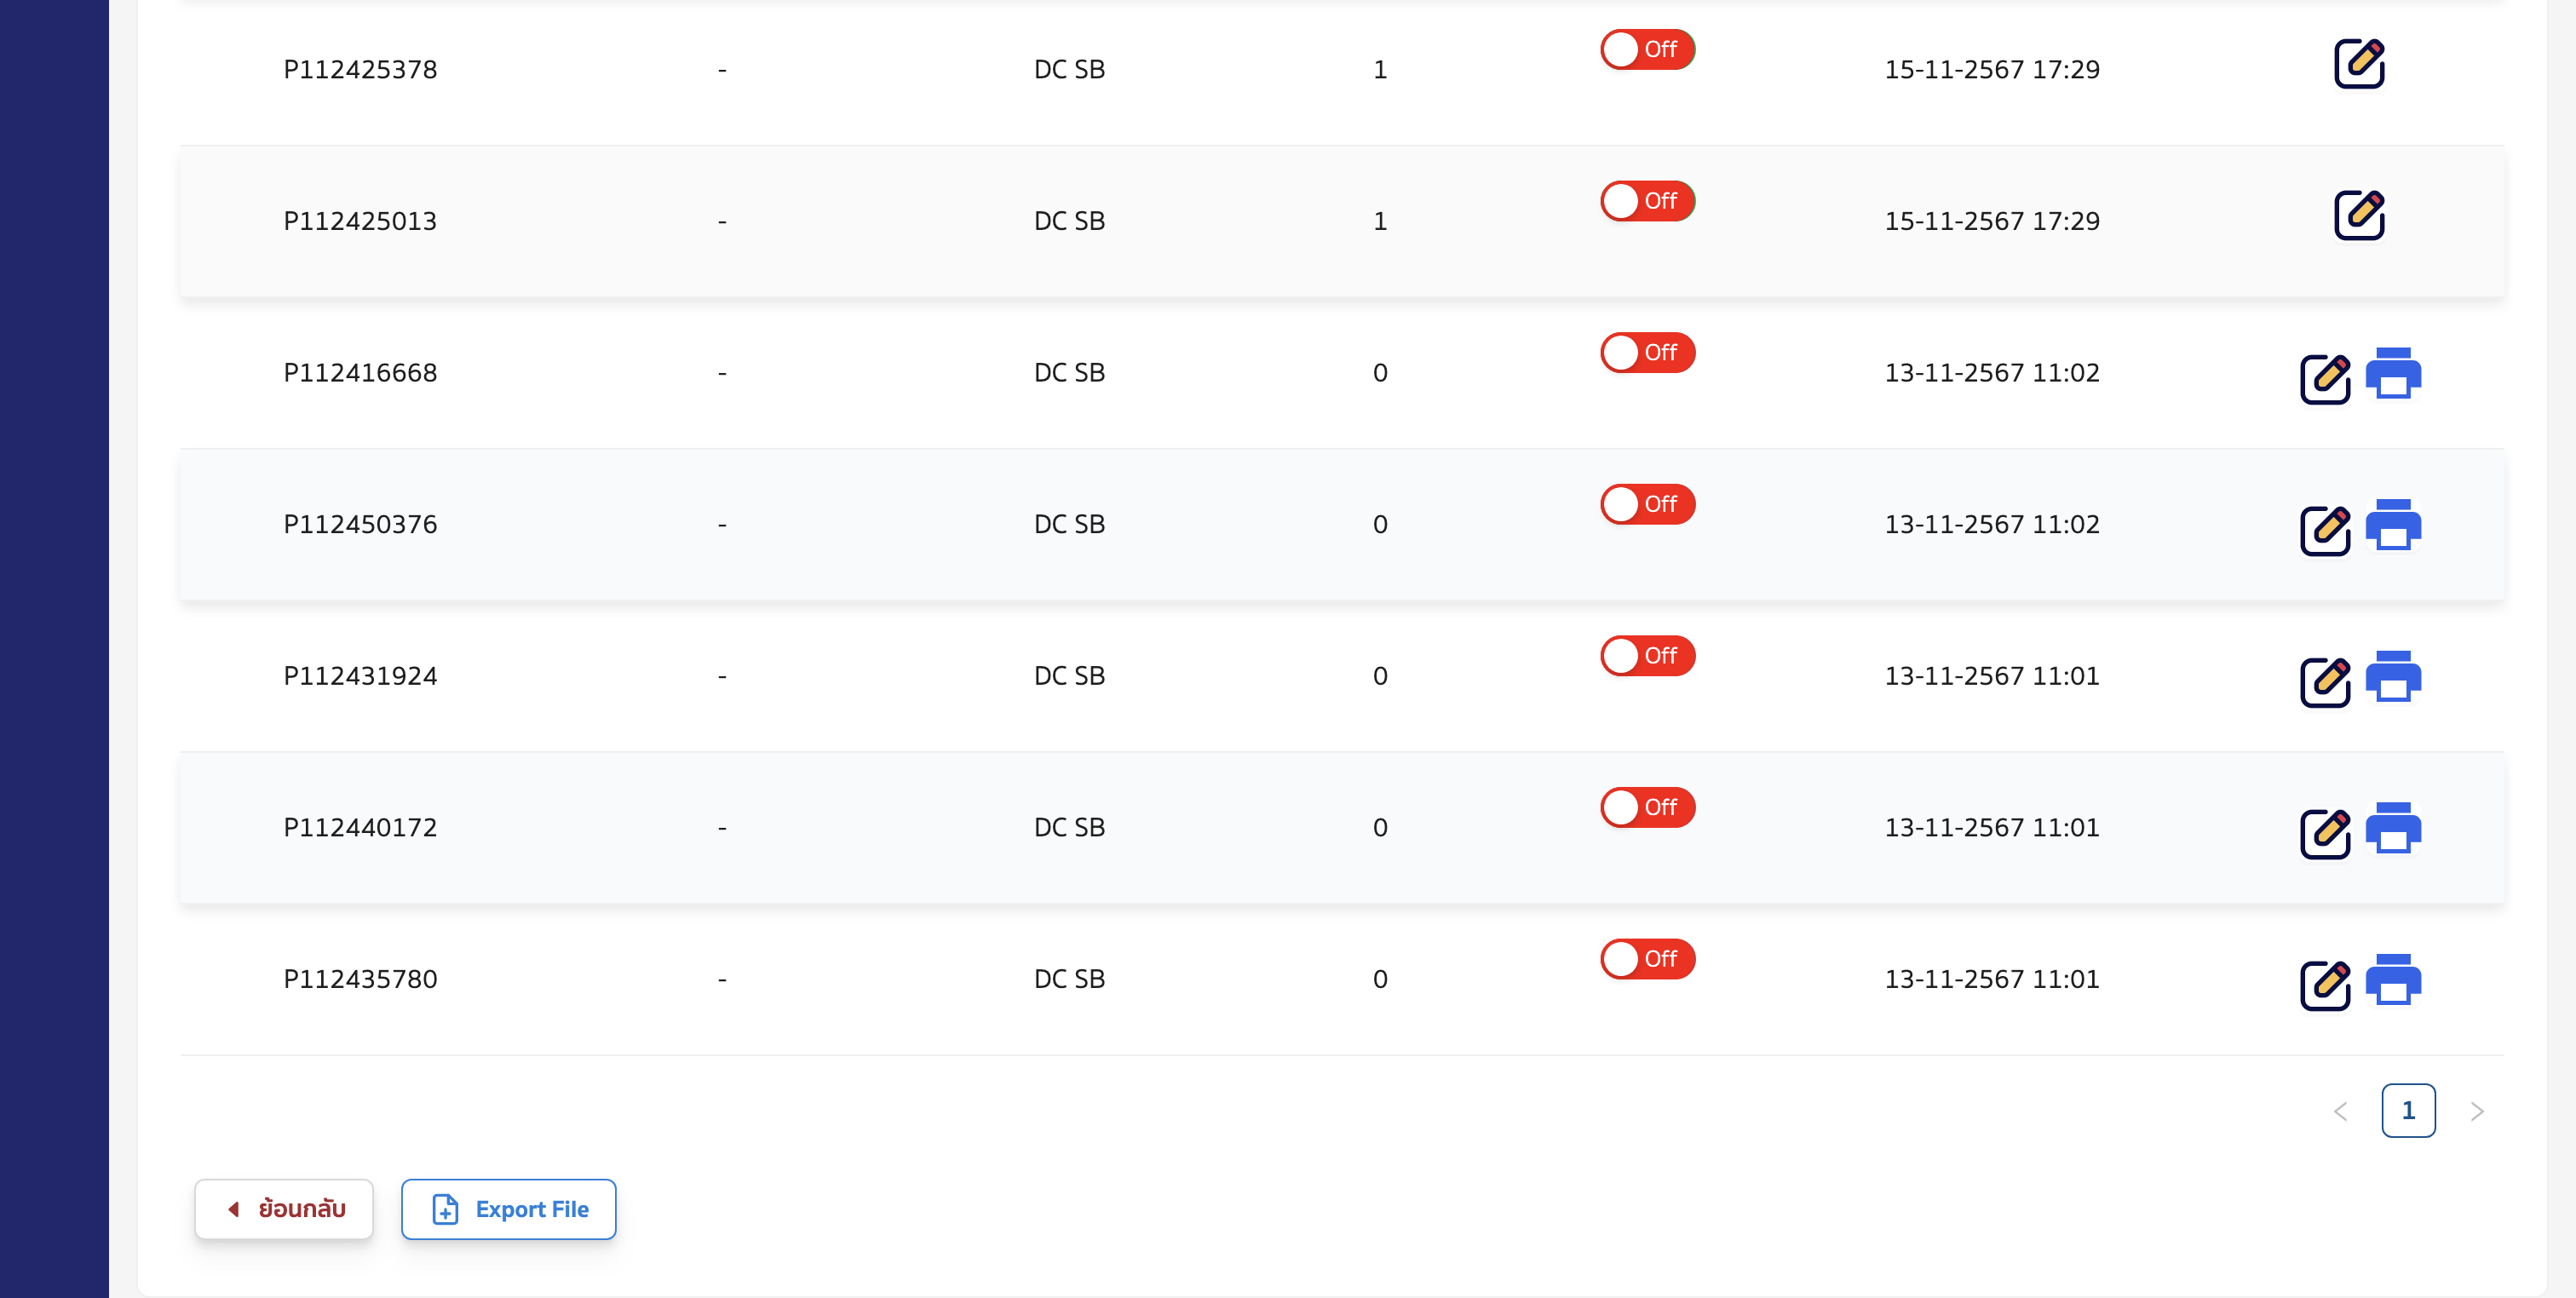 P112425378 - DC SB 1 Off 15-11-2567 17:29
P112425013 - DC SB 1 Off 15-11-2567 17:29
P112416668 - DC SB 0 Off 13-11-2567 11:02
P112450376 - DC SB 0 Off 13-11-2567 11:02
P112431924 - DC SB 0 Off 13-11-2567 11:01
P112440172 - DC SB 0 Off 13-11-2567 11:01
P112435780 - DC SB 0 Off 13-11-2567 11:01
1
ย้อนกลับ Export File